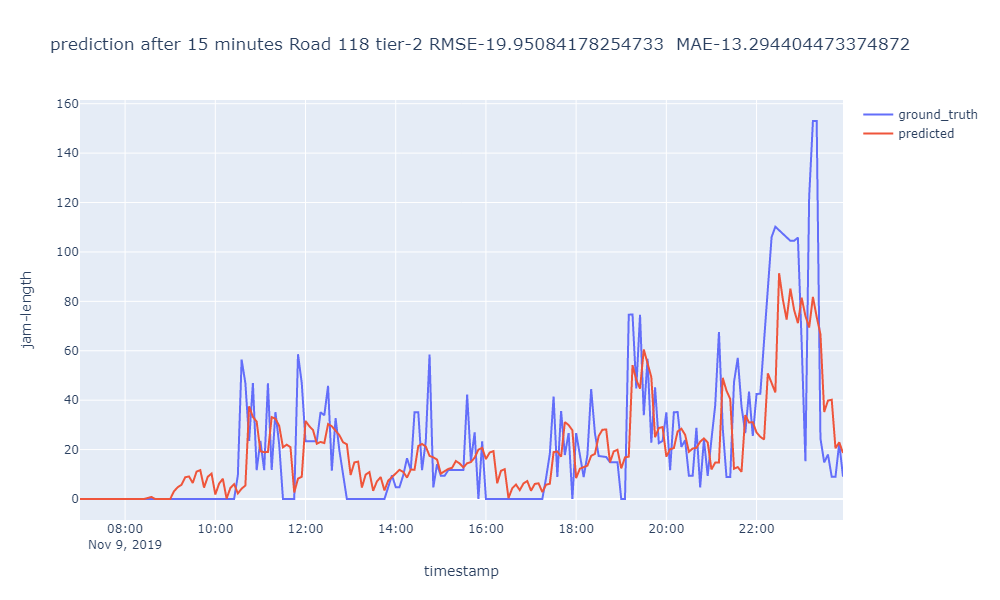 prediction after 15 minutes Road 118 tier-2 RMSE-19.95084178254733  MAE-13.294404473374872
ground_truth
predicted
160
140
120
100
80
60
40
20
0
jam-length
08:00 10:00 12:00 14:00 16:00 18:00 20:00 22:00
Nov 9, 2019
timestamp